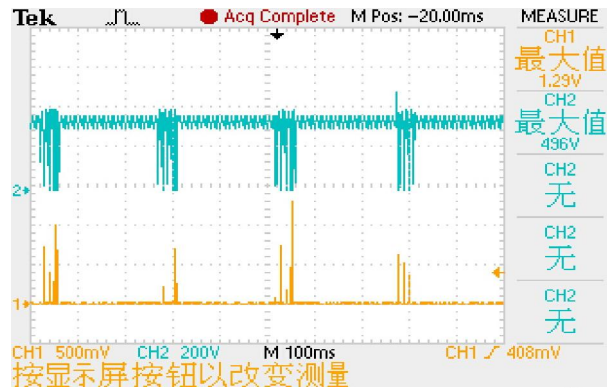 Tek Acq Complete M Pos: -20.00ms MEASURE
CH1
最大值
1.29V
CH2
最大值
496V
CH2
无
CH2
无
CH2
无
2
1
CH1 500mV CH2 200V M 100ms CH1 408mV
按显示屏按钮以改变测量